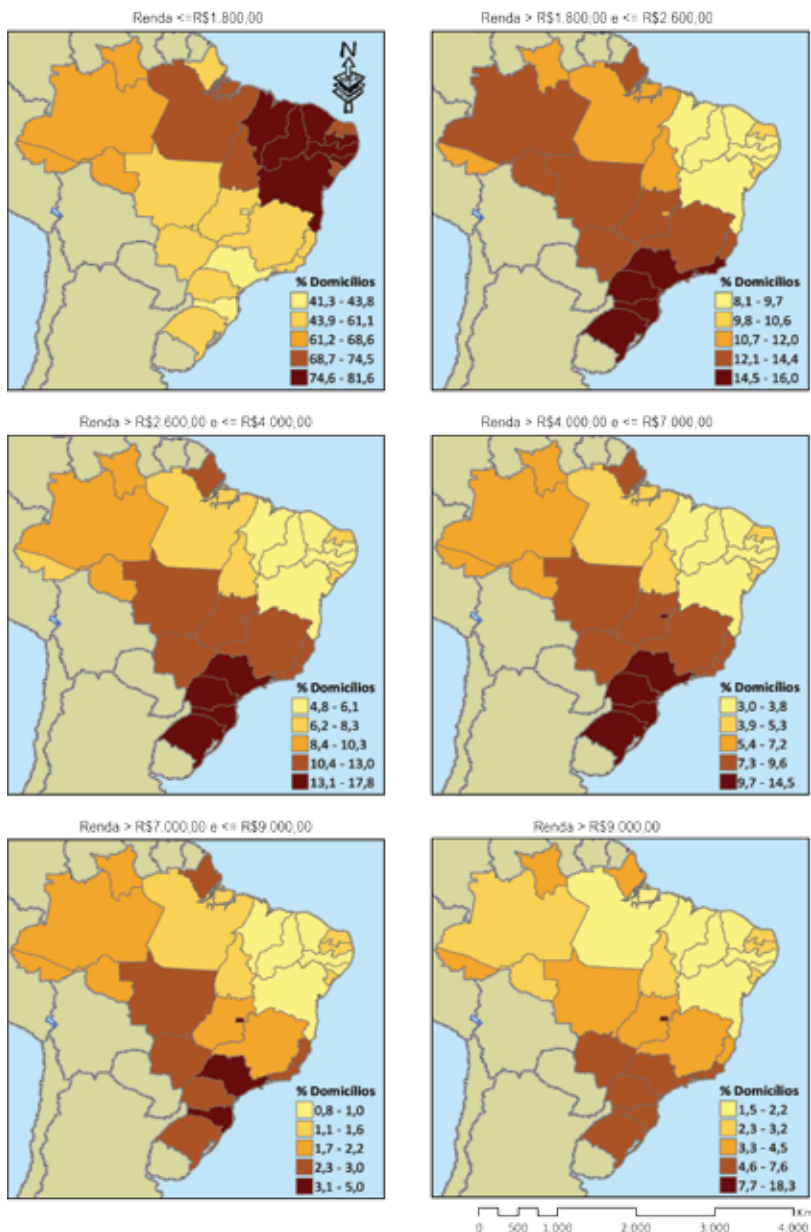 Renda <=R$1.800,00
Renda > R$1.800,00 e <= R$2.600,00
N
% Domicílios
41,3 - 43,8
43,9 - 61,1
61,2 - 68,6
68,7 - 74,5
74,6 - 81,6
% Domicílios
8,1 - 9,7
9,8 - 10,6
10,7 - 12,0
12,1 - 14,4
14,5 - 16,0
Renda > R$2.600,00 e <= R$4.000,00
Renda > R$4.000,00 e <= R$7.000,00
% Domicílios
4,8 - 6,1
6,2 - 8,3
8,4 - 10,3
10,4 - 13,0
13,1 - 17,8
% Domicílios
3,0 - 3,8
3,9 - 5,3
5,4 - 7,2
7,3 - 9,6
9,7 - 14,5
Renda > R$7.000,00 e <= R$9.000,00
Renda > R$9.000,00
% Domicílios
0,8 - 1,0
1,1 - 1,6
1,7 - 2,2
2,3 - 3,0
3,1 - 5,0
% Domicílios
1,5 - 2,2
2,3 - 3,2
3,3 - 4,5
4,6 - 7,6
7,7 - 18,3
0 500 1.000 2.000 3.000 4.000